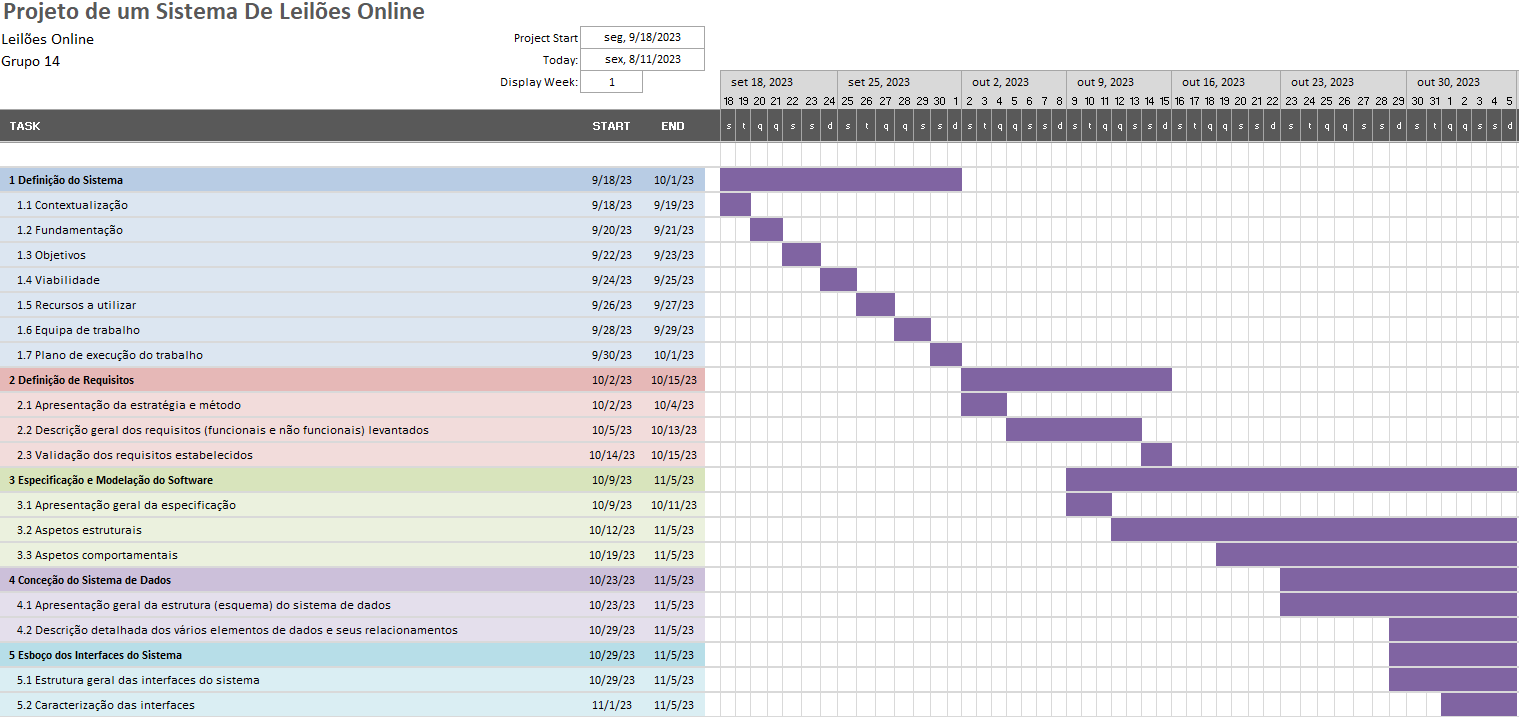 Projeto de um Sistema De Leilões Online
Leilões Online
Project Start seg, 9/18/2023
Grupo 14
Today: sex, 8/11/2023
Display Week: 1
set 18, 2023 set 25, 2023 out 2, 2023 out 9, 2023 out 16, 2023 out 23, 2023 out 30, 2023
18 19 20 21 22 23 24 25 26 27 28 29 30 1 2 3 4 5 6 7 8 9 10 11 12 13 14 15 16 17 18 19 20 21 22 23 24 25 26 27 28 29 30 31 1 2 3 4 5
TASK START END s t q q s s d s t q q s s d s t q q s s d s t q q s s d s t q q s s d s t q q s s d s t q q s s d
1 Definição do Sistema 9/18/23 10/1/23
1.1 Contextualização 9/18/23 9/19/23
1.2 Fundamentação 9/20/23 9/21/23
1.3 Objetivos 9/22/23 9/23/23
1.4 Viabilidade 9/24/23 9/25/23
1.5 Recursos a utilizar 9/26/23 9/27/23
1.6 Equipa de trabalho 9/28/23 9/29/23
1.7 Plano de execução do trabalho 9/30/23 10/1/23
2 Definição de Requisitos 10/2/23 10/15/23
2.1 Apresentação da estratégia e método 10/2/23 10/4/23
2.2 Descrição geral dos requisitos (funcionais e não funcionais) levantados 10/5/23 10/13/23
2.3 Validação dos requisitos estabelecidos 10/14/23 10/15/23
3 Especificação e Modelação do Software 10/9/23 11/5/23
3.1 Apresentação geral da especificação 10/9/23 10/11/23
3.2 Aspetos estruturais 10/12/23 11/5/23
3.3 Aspetos comportamentais 10/19/23 11/5/23
4 Conceção do Sistema de Dados 10/23/23 11/5/23
4.1 Apresentação geral da estrutura (esquema) do sistema de dados 10/23/23 11/5/23
4.2 Descrição detalhada dos vários elementos de dados e seus relacionamentos 10/29/23 11/5/23
5 Esboço dos Interfaces do Sistema 10/29/23 11/5/23
5.1 Estrutura geral das interfaces do sistema 10/29/23 11/5/23
5.2 Caracterização das interfaces 11/1/23 11/5/23